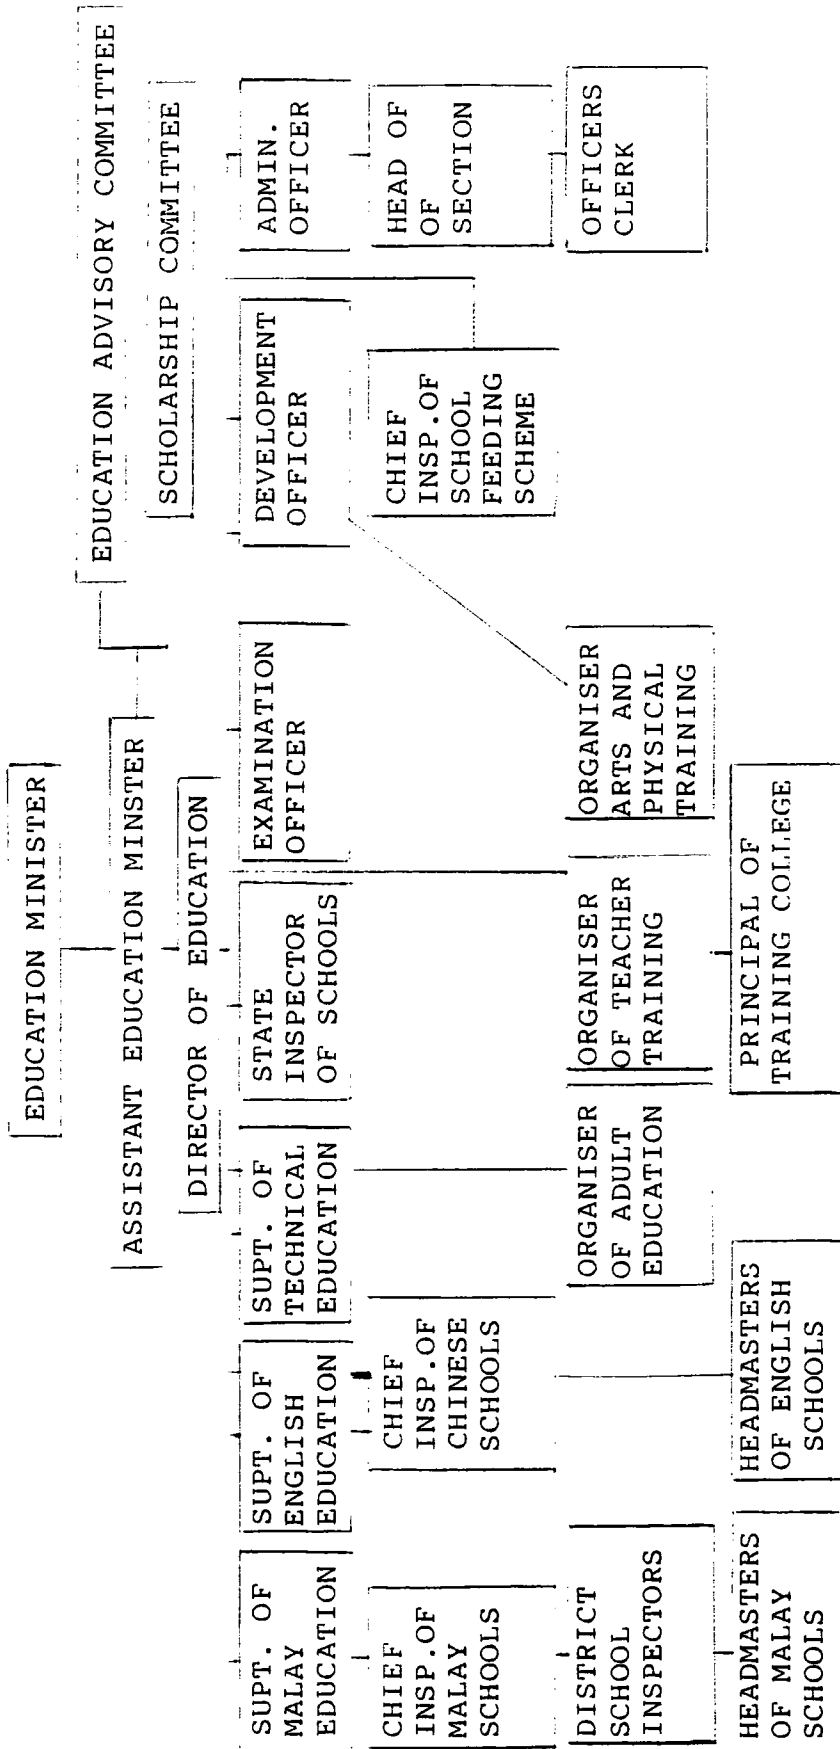 EDUCATION MINISTER
EDUCATION ADVISORY COMMITTEE
ASSISTANT EDUCATION MINSTER
SCHOLARSHIP COMMITTEE
DIRECTOR OF EDUCATION
SUPT. OF
MALAY
EDUCATION
SUPT. OF
ENGLISH
EDUCATION
SUPT. OF
TECHNICAL
EDUCATION
STATE
INSPECTOR
OF SCHOOLS
EXAMINATION
OFFICER
DEVELOPMENT
OFFICER
ADMIN.
OFFICER
CHIEF
INSP.OF
MALAY
SCHOOLS
CHIEF
INSP.OF
CHINESE
SCHOOLS
CHIEF
INSP.OF
SCHOOL
FEEDING
SCHEME
HEAD OF
OF
SECTION
DISTRICT
SCHOOL
INSPECTORS
ORGANISER
OF ADULT
EDUCATION
ORGANISER
OF TEACHER
TRAINING
ORGANISER
ARTS AND
PHYSICAL
TRAINING
OFFICERS
CLERK
HEADMASTERS
OF MALAY
SCHOOLS
HEADMASTERS
OF ENGLISH
SCHOOLS
PRINCIPAL OF
TRAINING COLLEGE